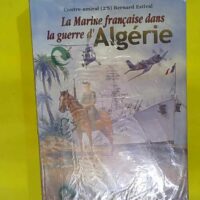 Contre-amiral (2°S) Bernard Estival
La Marine française dans
la guerre d'Algérie